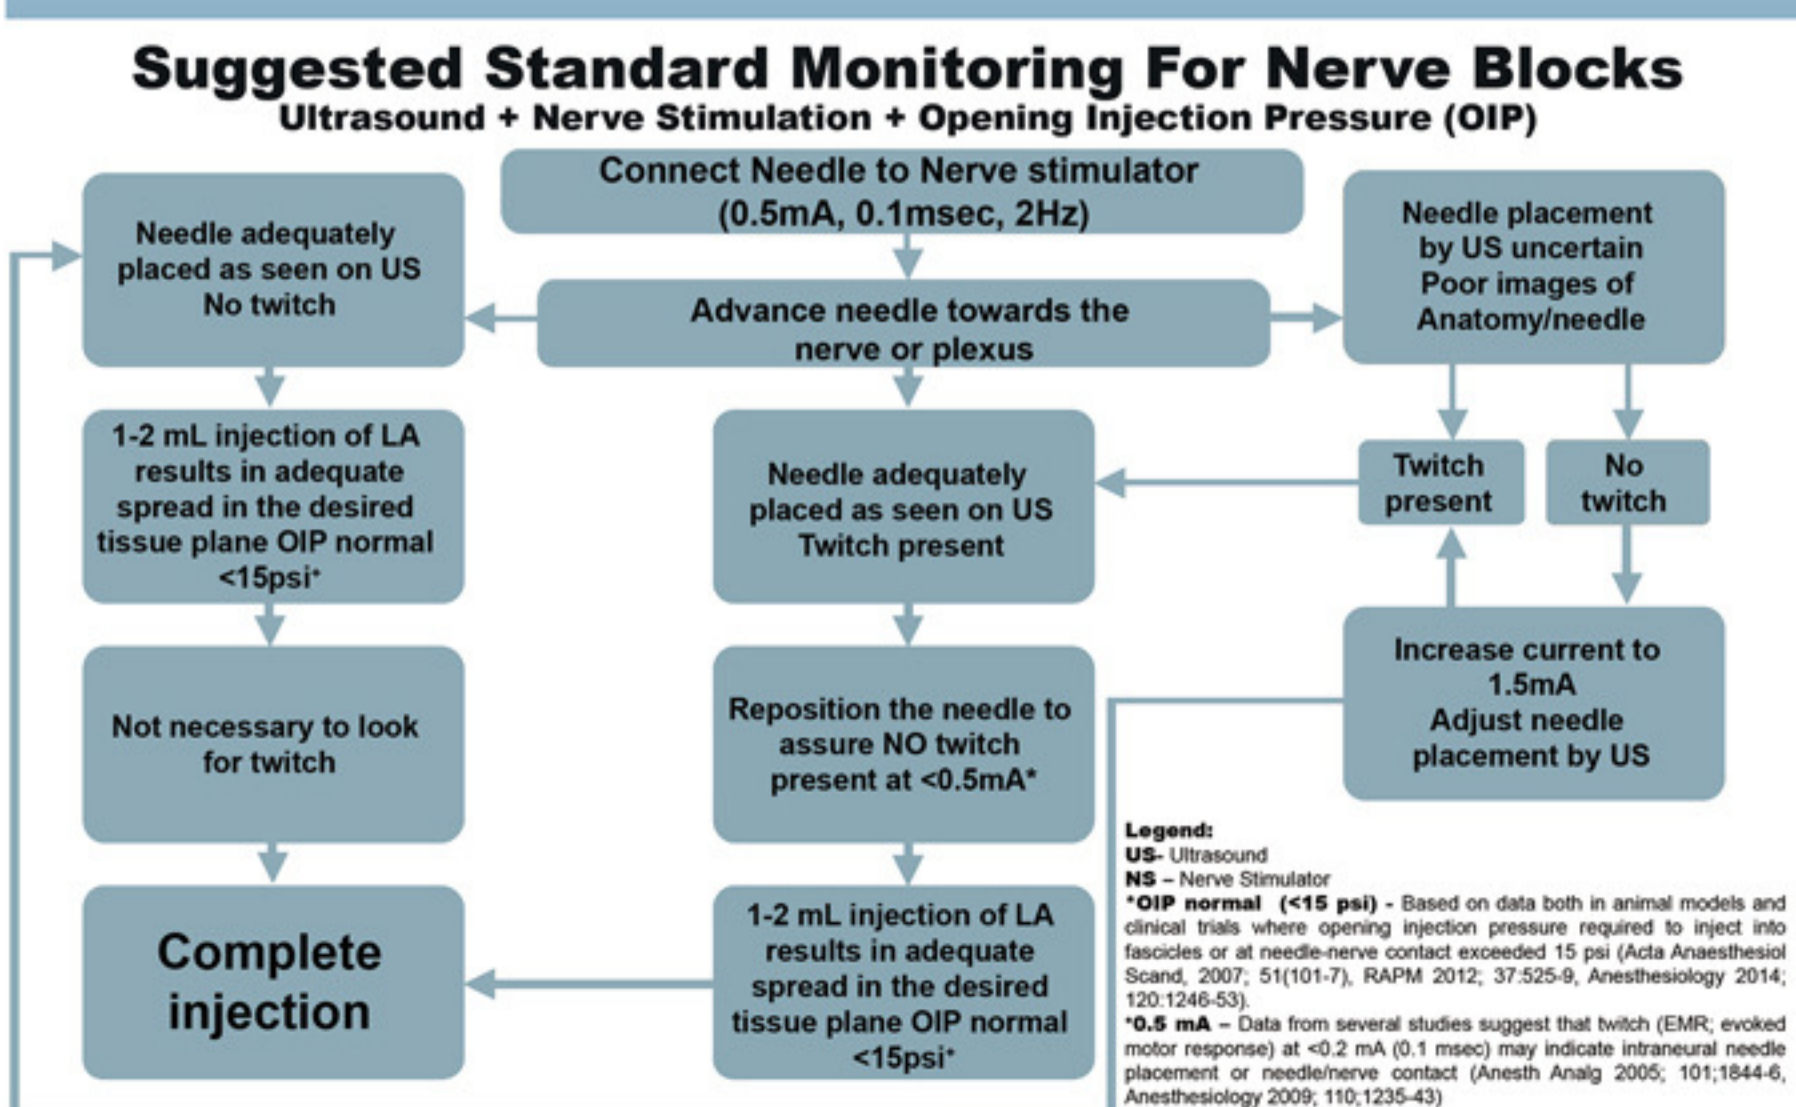 Suggested Standard Monitoring For Nerve Blocks
Ultrasound + Nerve Stimulation + Opening Injection Pressure (OIP)
Connect Needle to Nerve stimulator
(0.5mA, 0.1msec, 2Hz)
Advance needle towards the
nerve or plexus
Needle adequately
placed as seen on US
No twitch
1-2 mL injection of LA
results in adequate
spread in the desired
tissue plane OIP normal
<15psi*
Not necessary to look
for twitch
Complete
injection
Needle adequately
placed as seen on US
Twitch present
Reposition the needle to
assure NO twitch
present at <0.5mA*
1-2 mL injection of LA
results in adequate
spread in the desired
tissue plane OIP normal
<15psi*
Needle placement
by US uncertain
Poor images of
Anatomy/needle
Twitch
present
No
twitch
Increase current to
1.5mA
Adjust needle
placement by US
Legend:
US- Ultrasound
NS – Nerve Stimulator
*OIP normal (<15 psi) - Based on data both in animal models and
clinical trials where opening injection pressure required to inject into
fascicles or at needle-nerve contact exceeded 15 psi (Acta Anaesthesiol
Scand, 2007; 51(101-7), RAPM 2012; 37:525-9, Anesthesiology 2014;
120:1246-53).
*0.5 mA – Data from several studies suggest that twitch (EMR; evoked
motor response) at <0.2 mA (0.1 msec) may indicate intraneural needle
placement or needle/nerve contact (Anesth Analg 2005; 101;1844-6,
Anesthesiology 2009; 110;1235-43)